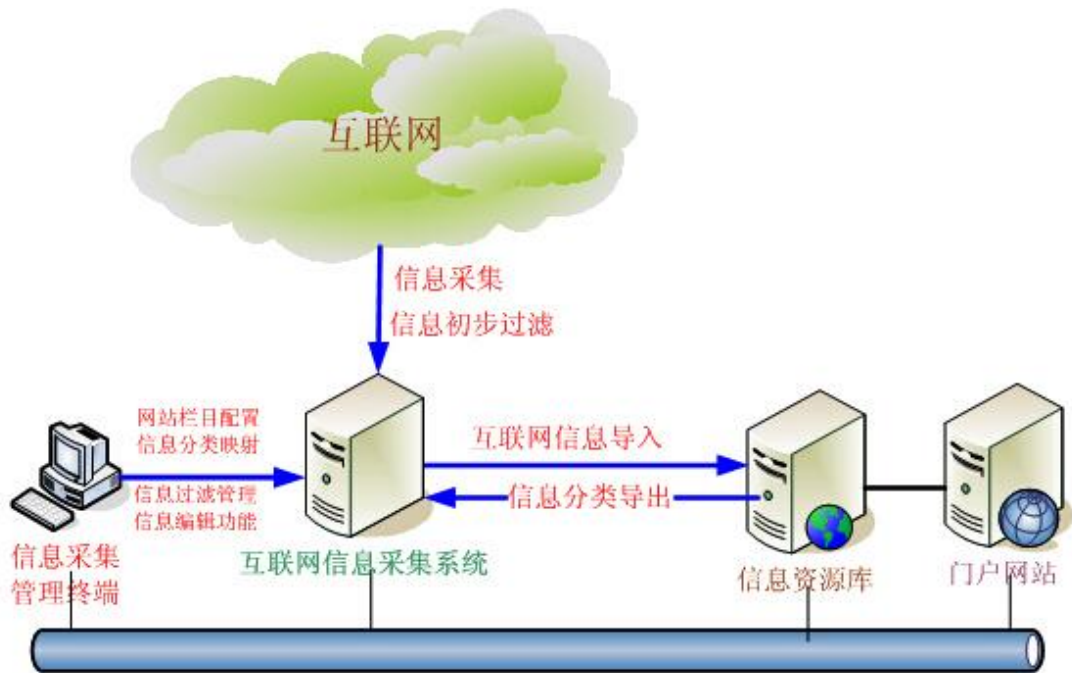 互联网
信息采集
信息初步过滤
网站栏目配置
信息分类映射
信息过滤管理
信息编辑功能
互联网信息导入
信息分类导出
信息采集
管理终端
互联网信息采集系统
信息资源库
门户网站